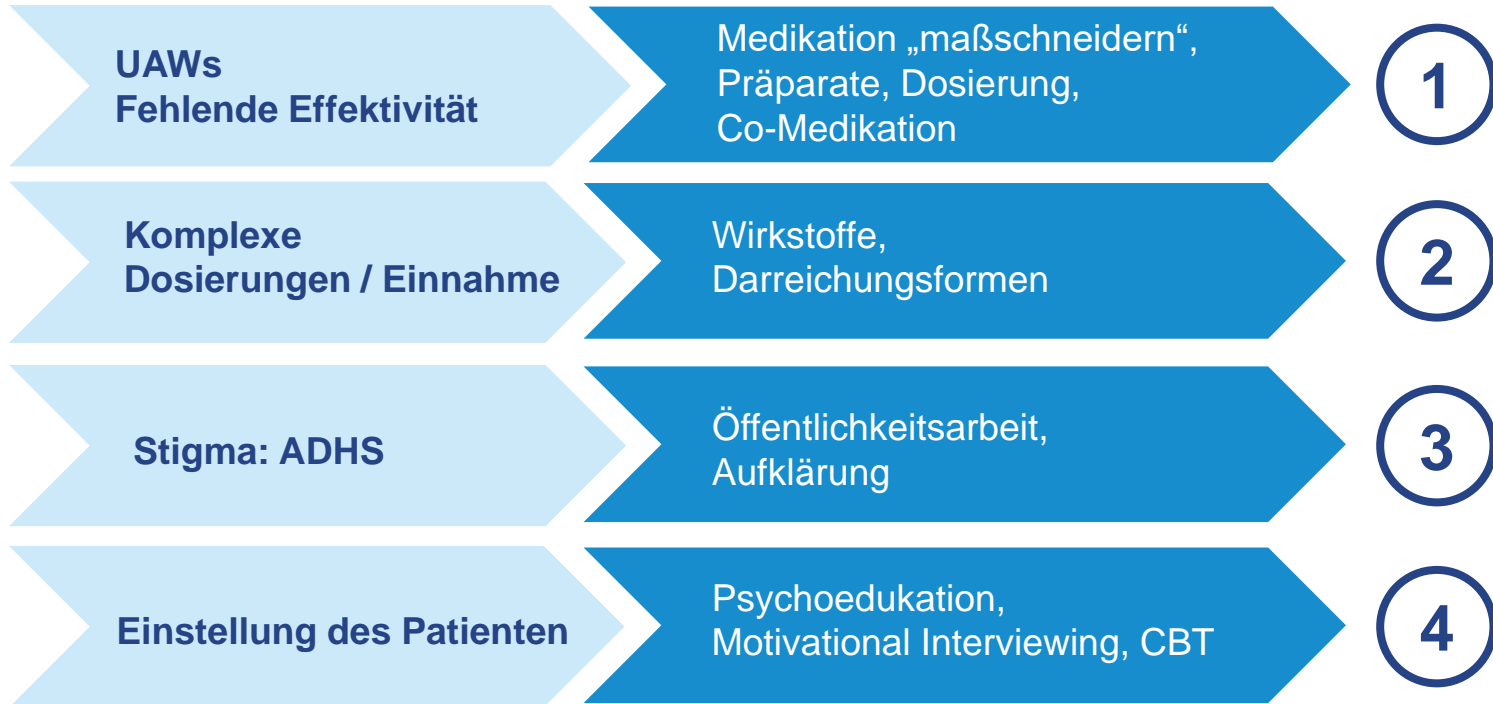 UAWs
Fehlende Effektivität
Medikation „maßschneidern“,
Präparate, Dosierung,
Co-Medikation
1
Komplexe
Dosierungen / Einnahme
Wirkstoffe,
Darreichungsformen
2
Stigma: ADHS
Öffentlichkeitsarbeit,
Aufklärung
3
Einstellung des Patienten
Psychoedukation,
Motivational Interviewing, CBT
4